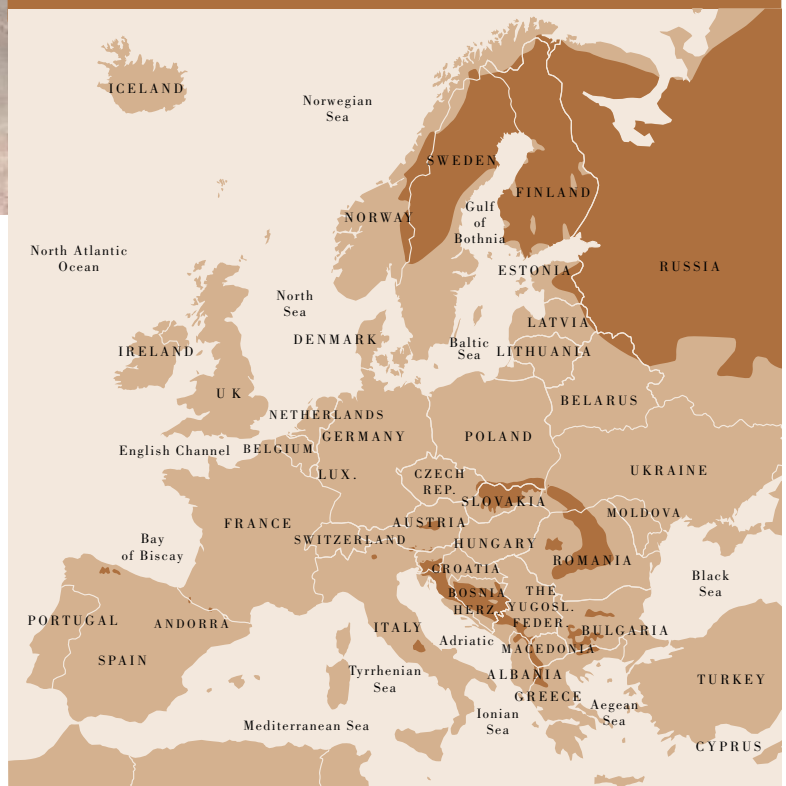 ICELAND
Norwegian
Sea
SWEDEN
FINLAND
NORWAY
Gulf
of
Bothnia
North Atlantic
Ocean
ESTONIA
RUSSIA
North
Sea
LATVIA
DENMARK
Baltic
Sea
IRELAND
LITHUANIA
UK
BELARUS
NETHERLANDS
GERMANY
POLAND
English Channel
BELGIUM
UKRAINE
LUX.
CZECH
REP.
SLOVAKIA
MOLDOVA
FRANCE
AUSTRIA
SWITZERLAND
HUNGARY
Bay
of Biscay
ROMANIA
CROATIA
Black
Sea
BOSNIA
HERZ.
THE
YUGOSL.
FEDER.
PORTUGAL
ANDORRA
ITALY
BULGARIA
Adriatic
MACEDONIA
SPAIN
Tyrrhenian
Sea
ALBANIA
TURKEY
GREECE
Aegean
Sea
Ionian
Sea
Mediterranean Sea
CYPRUS